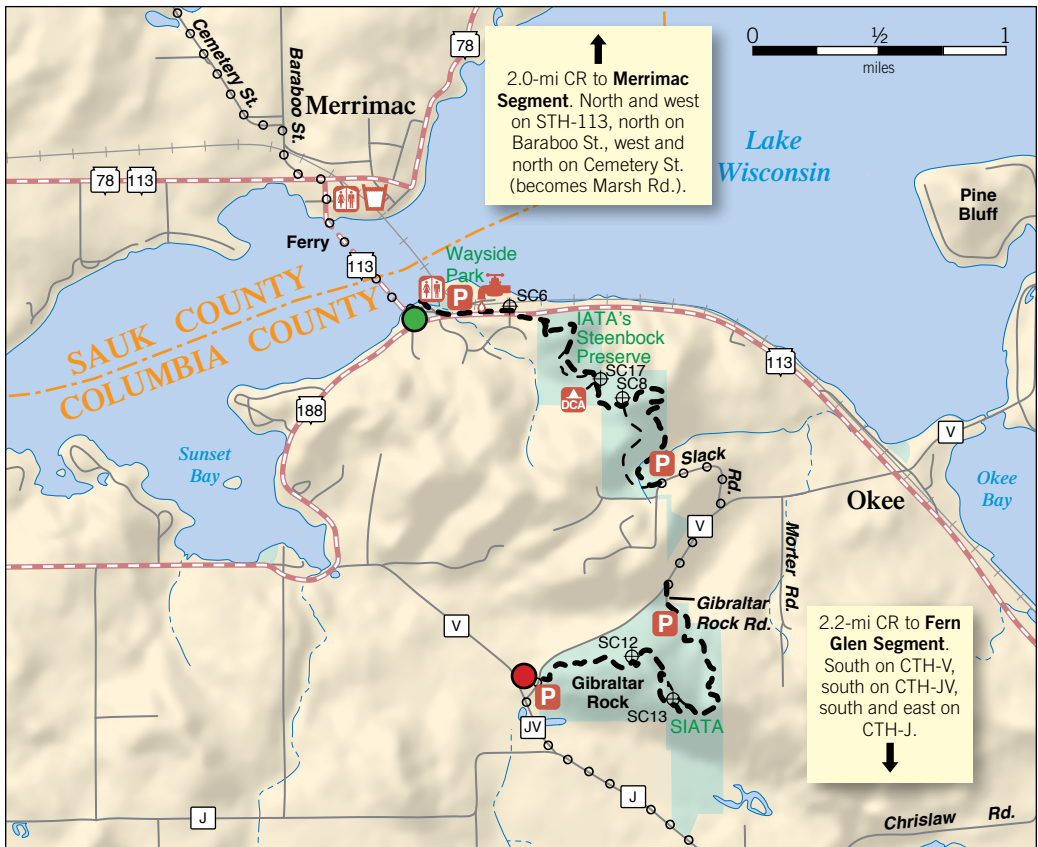 0 ½ 1
miles
78
2.0-mi CR to Merrimac
Segment. North and west
on STH-113, north on
Baraboo St., west and
north on Cemetery St.
(becomes Marsh Rd.).
Cemetery St.
Baraboo St.
Merrimac
Lake
Wisconsin
Pine
Bluff
78 113
Ferry
113
Wayside
Park
P
SC6
SAUK COUNTY
COLUMBIA COUNTY
IATA's
Steenbock
Preserve
SC17
SC8
DCA
113
188
V
Sunset
Bay
P
Slack Rd.
Okee
Okee
Bay
V
Morter Rd.
Gibraltar
Rock Rd.
P
V
SC12
Gibraltar
Rock
P
SC13
SIATA
JV
2.2-mi CR to Fern
Glen Segment.
South on CTH-V,
south on CTH-JV,
south and east on
CTH-J.
J
J
Chrislaw Rd.